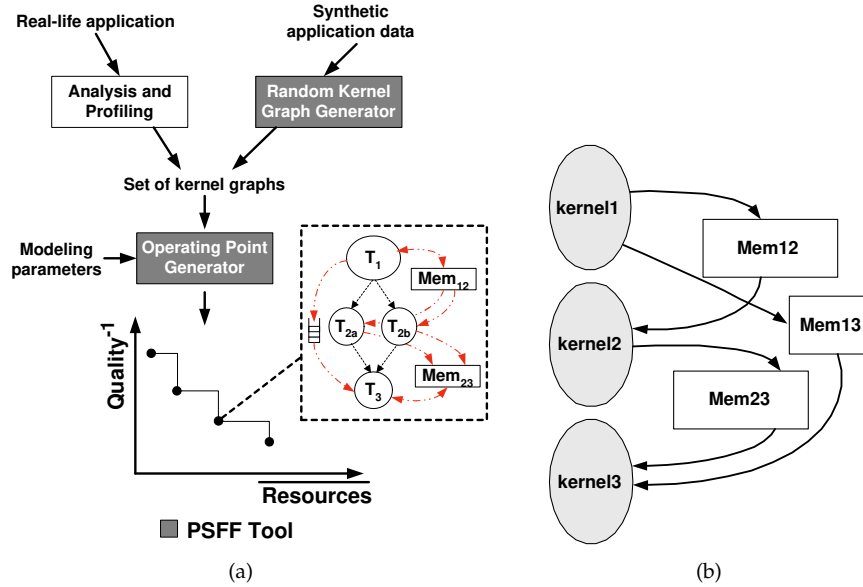 Real-life application
Synthetic
application data
Analysis and
Profiling
Random Kernel
Graph Generator
Set of kernel graphs
Modeling
parameters
Operating Point
Generator
T1
Mem12
T2a
T2b
Mem23
T3
Quality-1
Resources
PSFF Tool
(a)
kernel1
Mem12
Mem13
kernel2
Mem23
kernel3
(b)